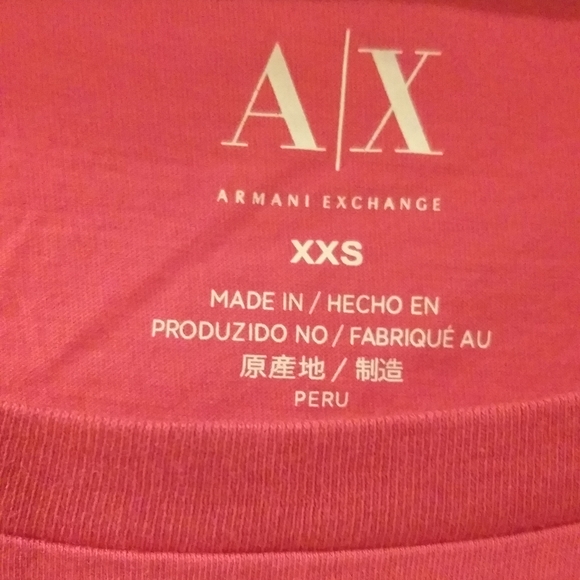 A|X
ARMANI EXCHANGE
XXS
MADE IN / HECHO EN
PRODUZIDO NO / FABRIQUÉ AU
原産地 / 制造
PERU